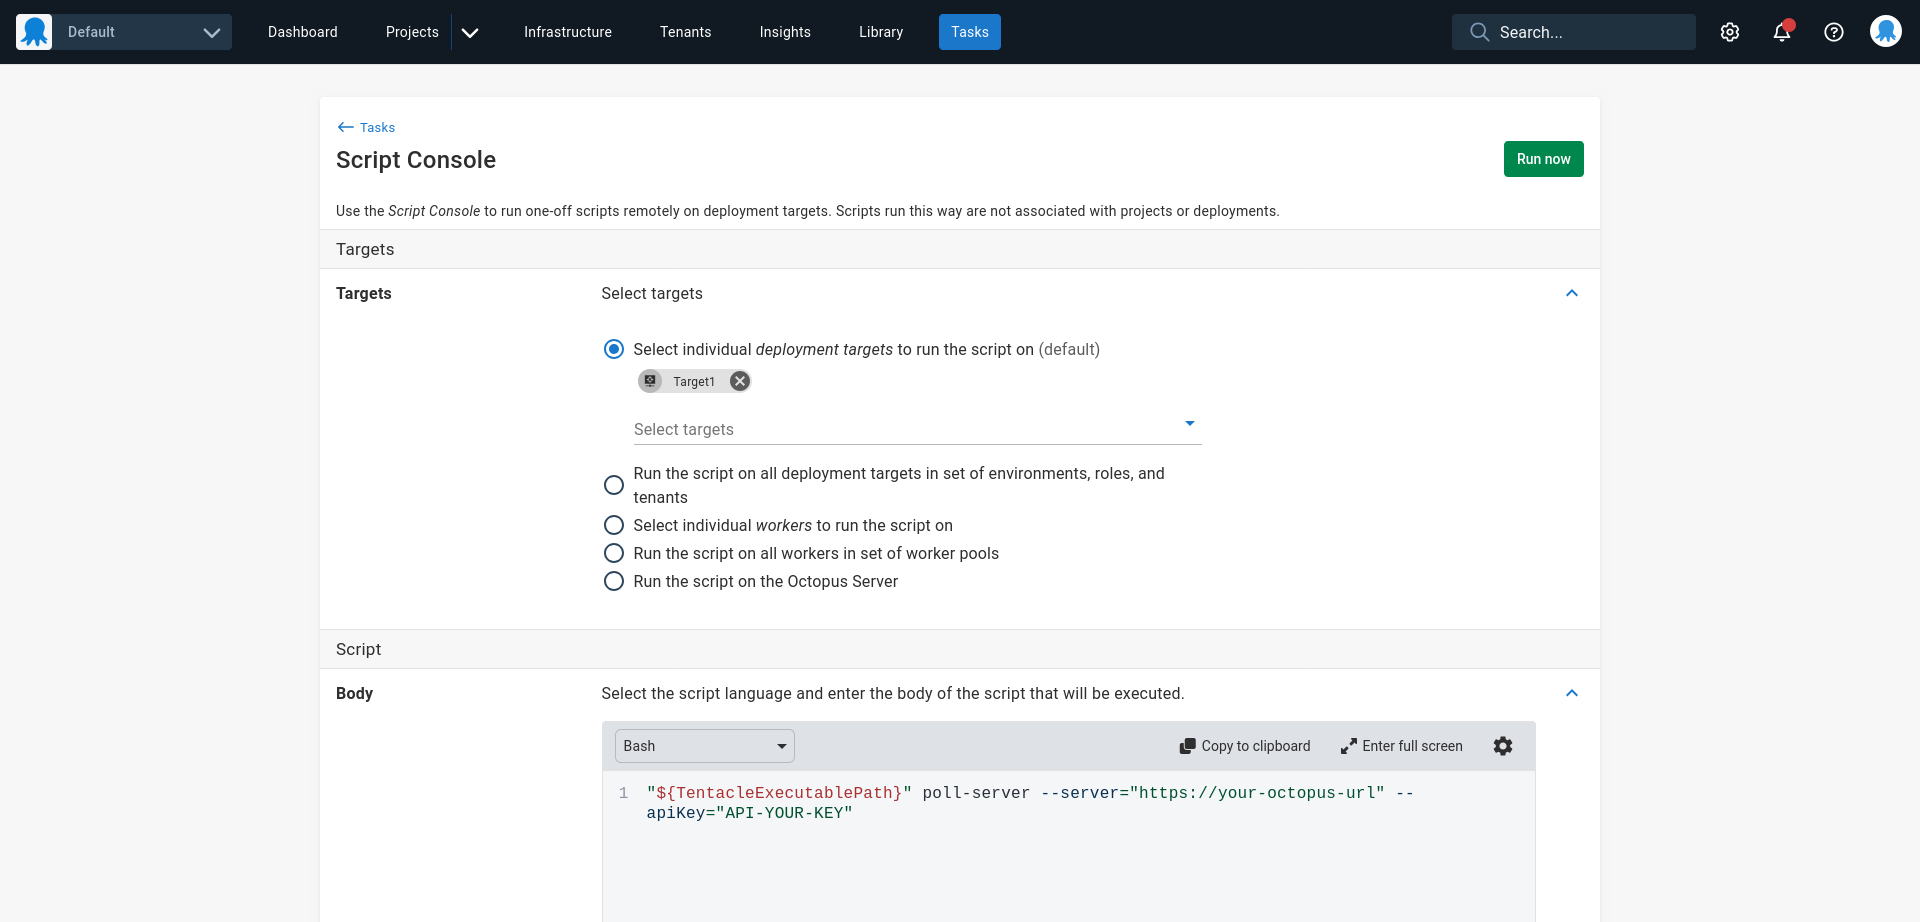 Default
Dashboard
Projects
Infrastructure
Tenants
Insights
Library
Tasks
Search...
Tasks
Script Console
Run now
Use the Script Console to run one-off scripts remotely on deployment targets. Scripts run this way are not associated with projects or deployments.
Targets
Targets
Select targets
Select individual deployment targets to run the script on (default)
Target1
Select targets
Run the script on all deployment targets in set of environments, roles, and
tenants
Select individual workers to run the script on
Run the script on all workers in set of worker pools
Run the script on the Octopus Server
Script
Body
Select the script language and enter the body of the script that will be executed.
Bash
Copy to clipboard
Enter full screen
1 "${TentacleExecutablePath}" poll-server --server="https://your-octopus-url" --
apiKey="API-YOUR-KEY"